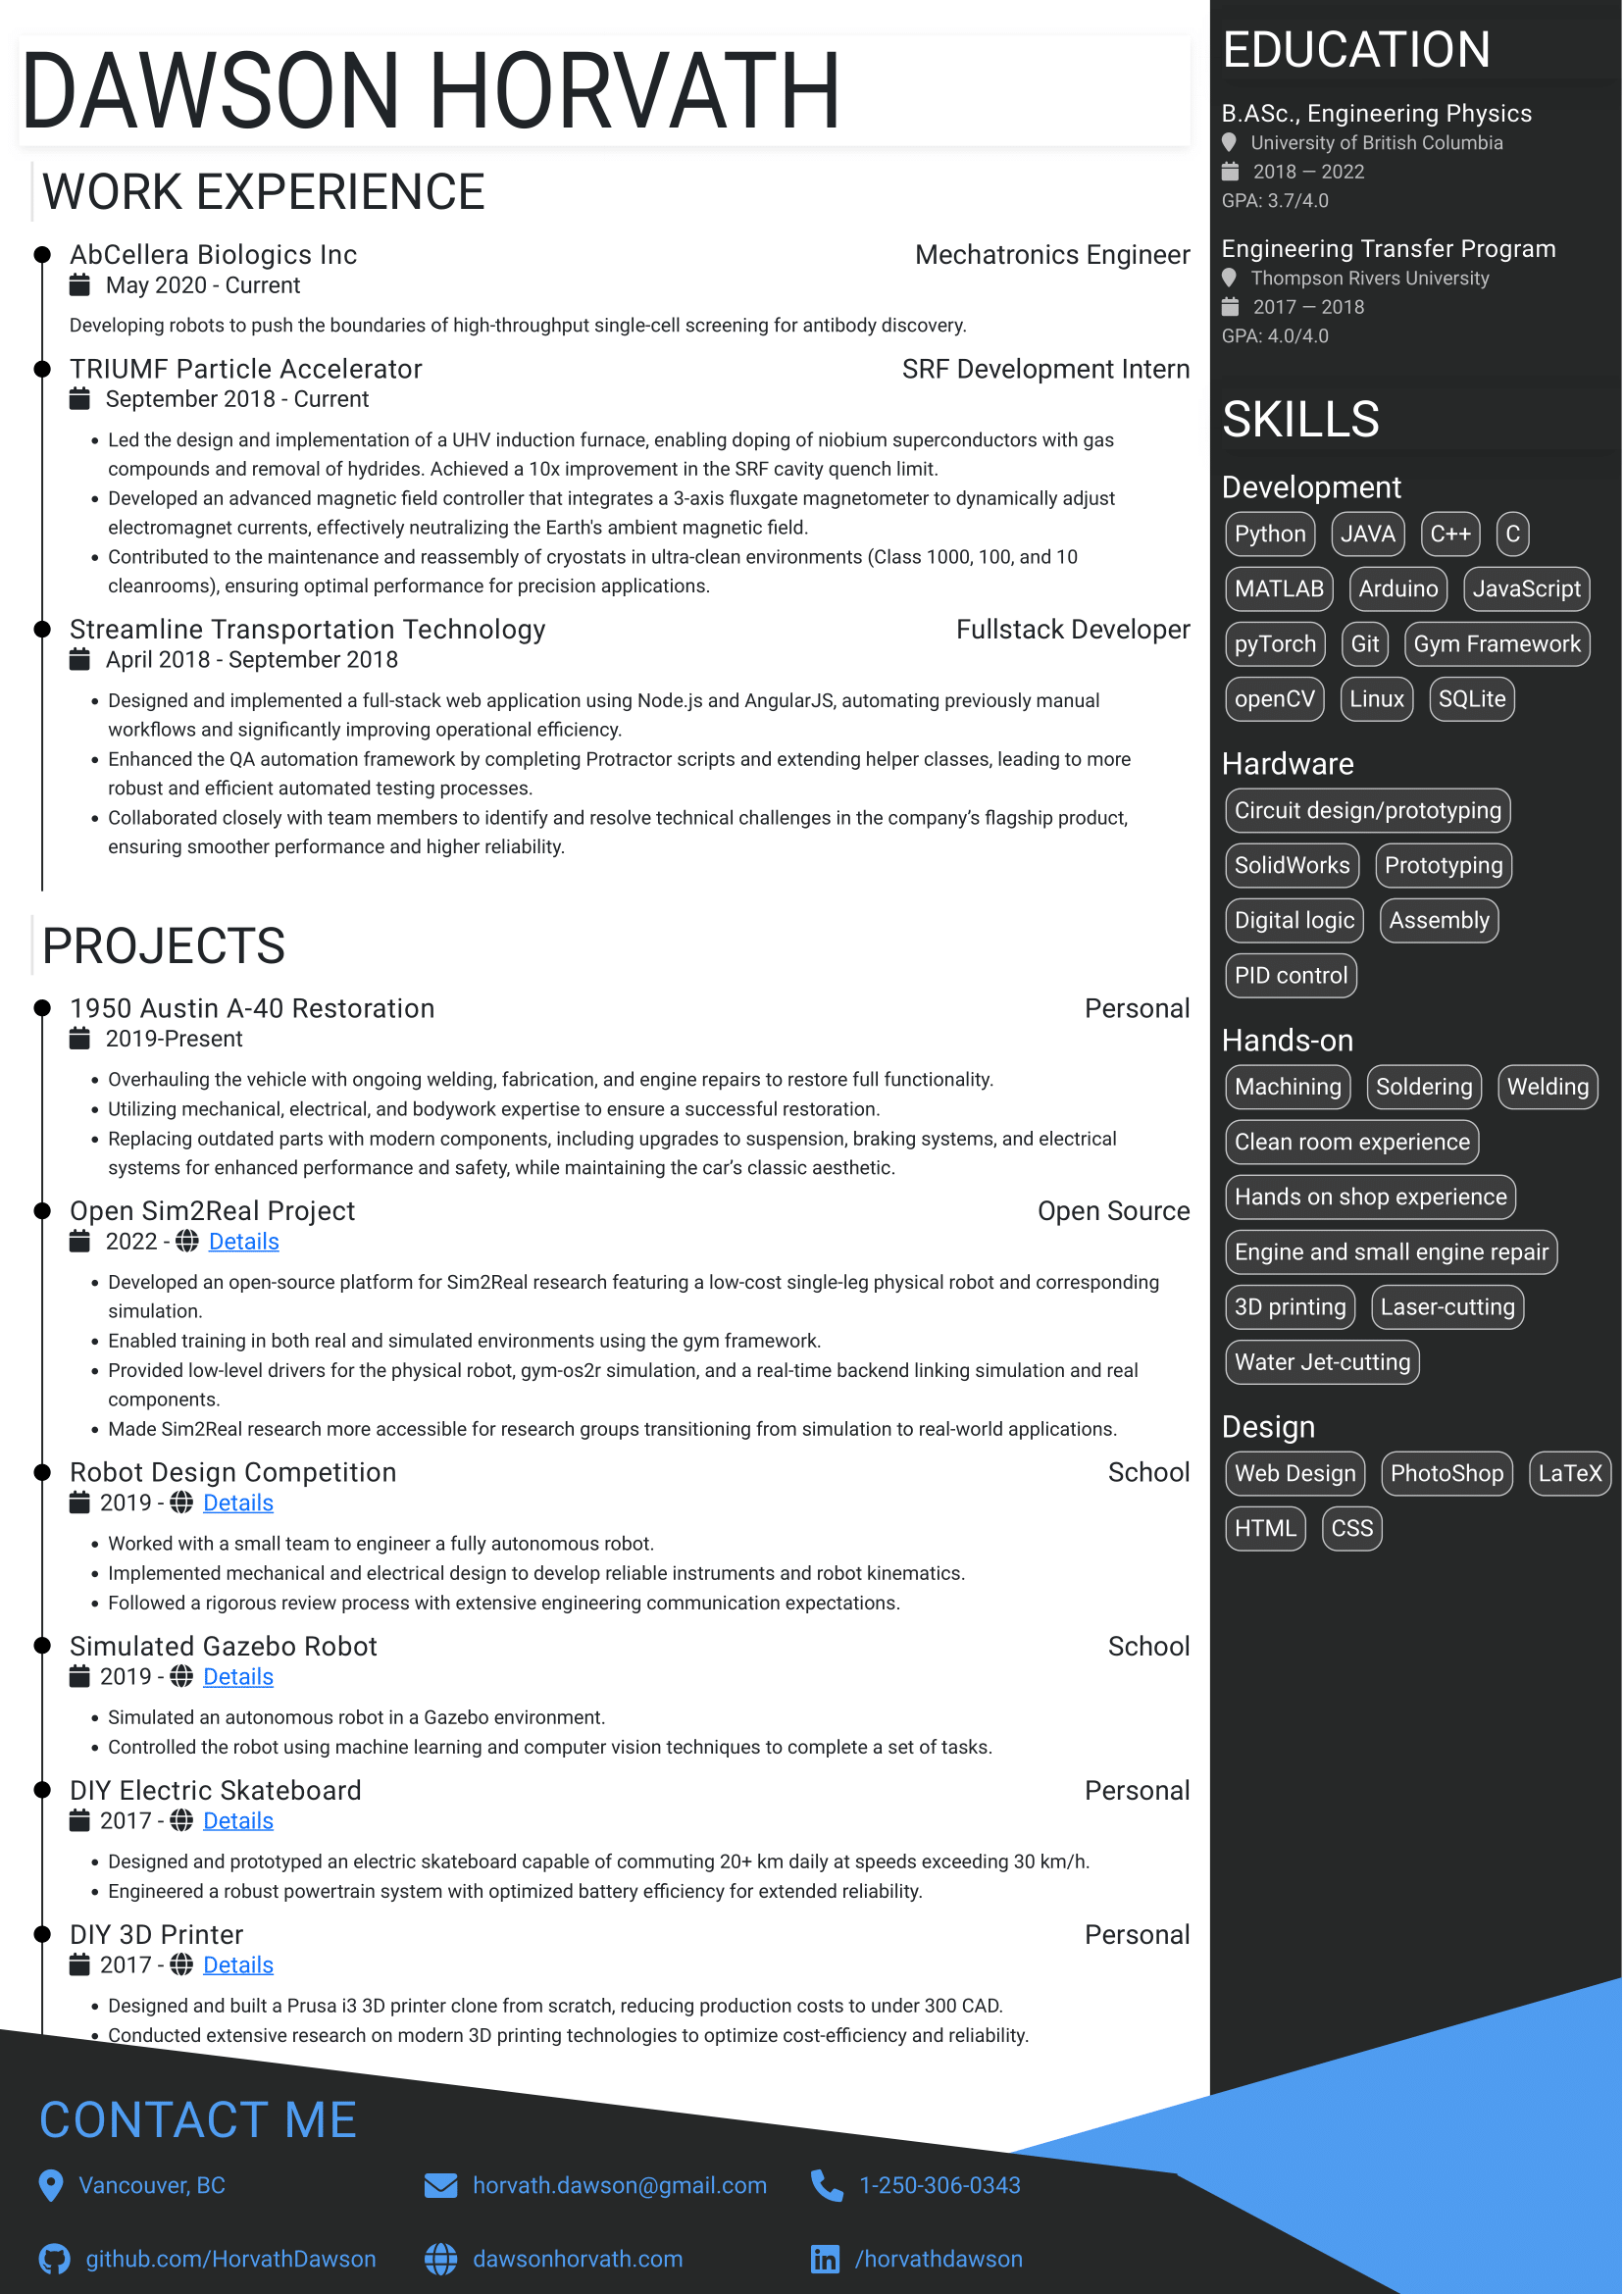 DAWSON HORVATH
WORK EXPERIENCE
AbCellera Biologics Inc Mechatronics Engineer
May 2020 - Current
Developing robots to push the boundaries of high-throughput single-cell screening for antibody discovery.
TRIUMF Particle Accelerator SRF Development Intern
September 2018 - Current
• Led the design and implementation of a UHV induction furnace, enabling doping of niobium superconductors with gas
compounds and removal of hydrides. Achieved a 10x improvement in the SRF cavity quench limit.
• Developed an advanced magnetic field controller that integrates a 3-axis fluxgate magnetometer to dynamically adjust
electromagnet currents, effectively neutralizing the Earth's ambient magnetic field.
• Contributed to the maintenance and reassembly of cryostats in ultra-clean environments (Class 1000, 100, and 10
cleanrooms), ensuring optimal performance for precision applications.
Streamline Transportation Technology Fullstack Developer
April 2018 - September 2018
• Designed and implemented a full-stack web application using Node.js and AngularJS, automating previously manual
workflows and significantly improving operational efficiency.
• Enhanced the QA automation framework by completing Protractor scripts and extending helper classes, leading to more
robust and efficient automated testing processes.
• Collaborated closely with team members to identify and resolve technical challenges in the company’s flagship product,
ensuring smoother performance and higher reliability.
PROJECTS
1950 Austin A-40 Restoration Personal
2019-Present
• Overhauling the vehicle with ongoing welding, fabrication, and engine repairs to restore full functionality.
• Utilizing mechanical, electrical, and bodywork expertise to ensure a successful restoration.
• Replacing outdated parts with modern components, including upgrades to suspension, braking systems, and electrical
systems for enhanced performance and safety, while maintaining the car’s classic aesthetic.
Open Sim2Real Project Open Source
2022 - Details
• Developed an open-source platform for Sim2Real research featuring a low-cost single-leg physical robot and corresponding
simulation.
• Enabled training in both real and simulated environments using the gym framework.
• Provided low-level drivers for the physical robot, gym-os2r simulation, and a real-time backend linking simulation and real
components.
• Made Sim2Real research more accessible for research groups transitioning from simulation to real-world applications.
Robot Design Competition School
2019 - Details
• Worked with a small team to engineer a fully autonomous robot.
• Implemented mechanical and electrical design to develop reliable instruments and robot kinematics.
• Followed a rigorous review process with extensive engineering communication expectations.
Simulated Gazebo Robot School
2019 - Details
• Simulated an autonomous robot in a Gazebo environment.
• Controlled the robot using machine learning and computer vision techniques to complete a set of tasks.
DIY Electric Skateboard Personal
2017 - Details
• Designed and prototyped an electric skateboard capable of commuting 20+ km daily at speeds exceeding 30 km/h.
• Engineered a robust powertrain system with optimized battery efficiency for extended reliability.
DIY 3D Printer Personal
2017 - Details
• Designed and built a Prusa i3 3D printer clone from scratch, reducing production costs to under 300 CAD.
• Conducted extensive research on modern 3D printing technologies to optimize cost-efficiency and reliability.
EDUCATION
B.ASc., Engineering Physics
University of British Columbia
2018 — 2022
GPA: 3.7/4.0
Engineering Transfer Program
Thompson Rivers University
2017 — 2018
GPA: 4.0/4.0
SKILLS
Development
Python JAVA C++ C
MATLAB Arduino JavaScript
pyTorch Git Gym Framework
openCV Linux SQLite
Hardware
Circuit design/prototyping
SolidWorks Prototyping
Digital logic Assembly
PID control
Hands-on
Machining Soldering Welding
Clean room experience
Hands on shop experience
Engine and small engine repair
3D printing Laser-cutting
Water Jet-cutting
Design
Web Design PhotoShop LaTeX
HTML CSS
CONTACT ME
Vancouver, BC horvath.dawson@gmail.com 1-250-306-0343
github.com/HorvathDawson dawsonhorvath.com /horvathdawson